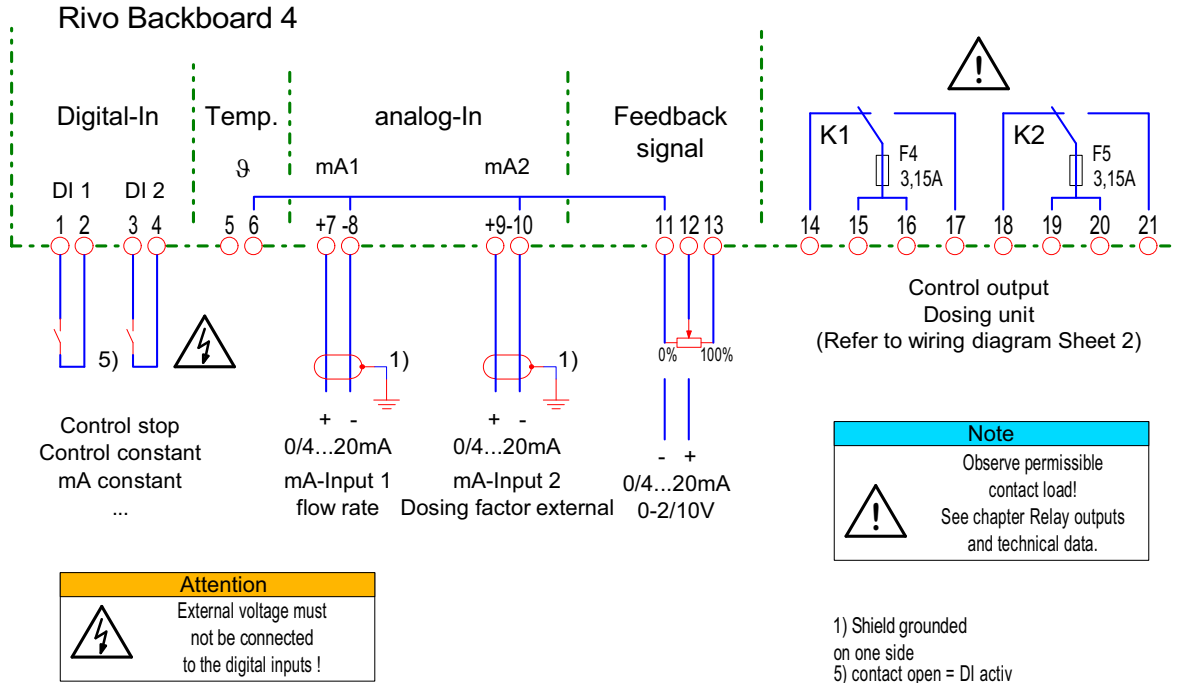 Rivo Backboard 4
Digital-In
Temp.
analog-In
Feedback
signal
ϑ
mA1
mA2
DI 1
DI 2
K1
F4
3,15A
K2
F5
3,15A
1 2 3 4 5 6 +7 -8 +9 -10 11 12 13 14 15 16 17 18 19 20 21
5)
1)
1)
0% 100%
Control output
Dosing unit
(Refer to wiring diagram Sheet 2)
Control stop
Control constant
mA constant
...
+ -
0/4...20mA
mA-Input 1
flow rate
+ -
0/4...20mA
mA-Input 2
Dosing factor external
- +
0/4...20mA
0-2/10V
Note
Observe permissible
contact load!
See chapter Relay outputs
and technical data.
Attention
External voltage must
not be connected
to the digital inputs !
1) Shield grounded
on one side
5) contact open = DI activ